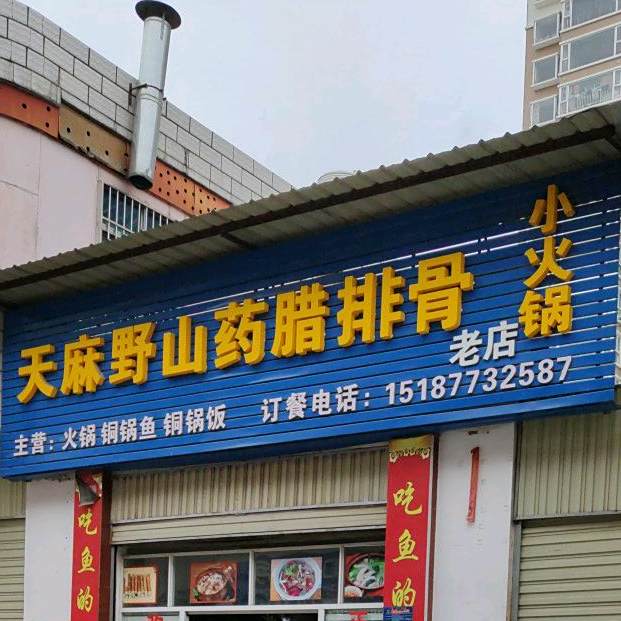 天麻野山药腊排骨
小火锅
老店
主营：火锅 铜锅鱼 铜锅饭 订餐电话：15187732587
吃鱼的
吃鱼的